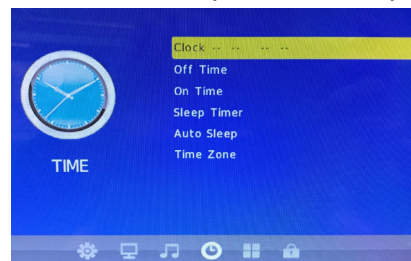 Clock -- -- -- --
Off Time
On Time
Sleep Timer
Auto Sleep
Time Zone
TIME